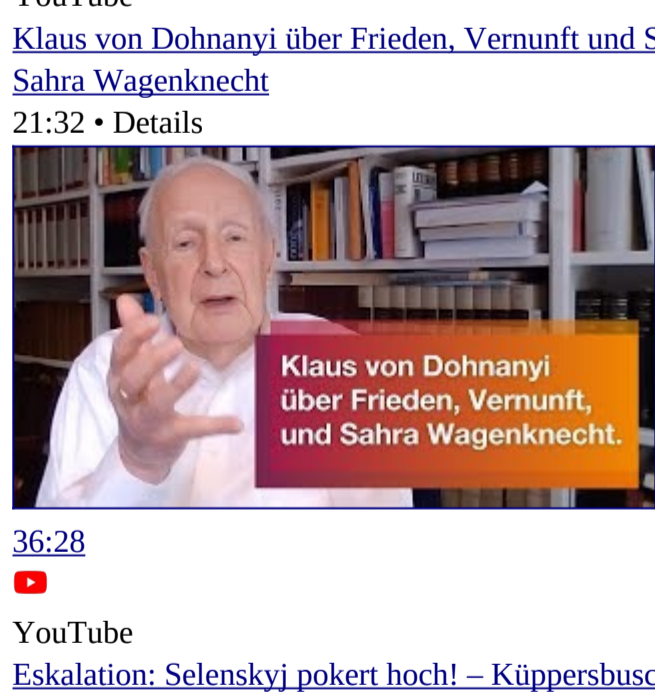 YouTube
Klaus von Dohnanyi über Frieden, Vernunft und
Sahra Wagenknecht
21:32 • Details
Klaus von Dohnanyi
über Frieden, Vernunft,
und Sahra Wagenknecht.
36:28
YouTube
Eskalation: Selenskyj pokert hoch! –